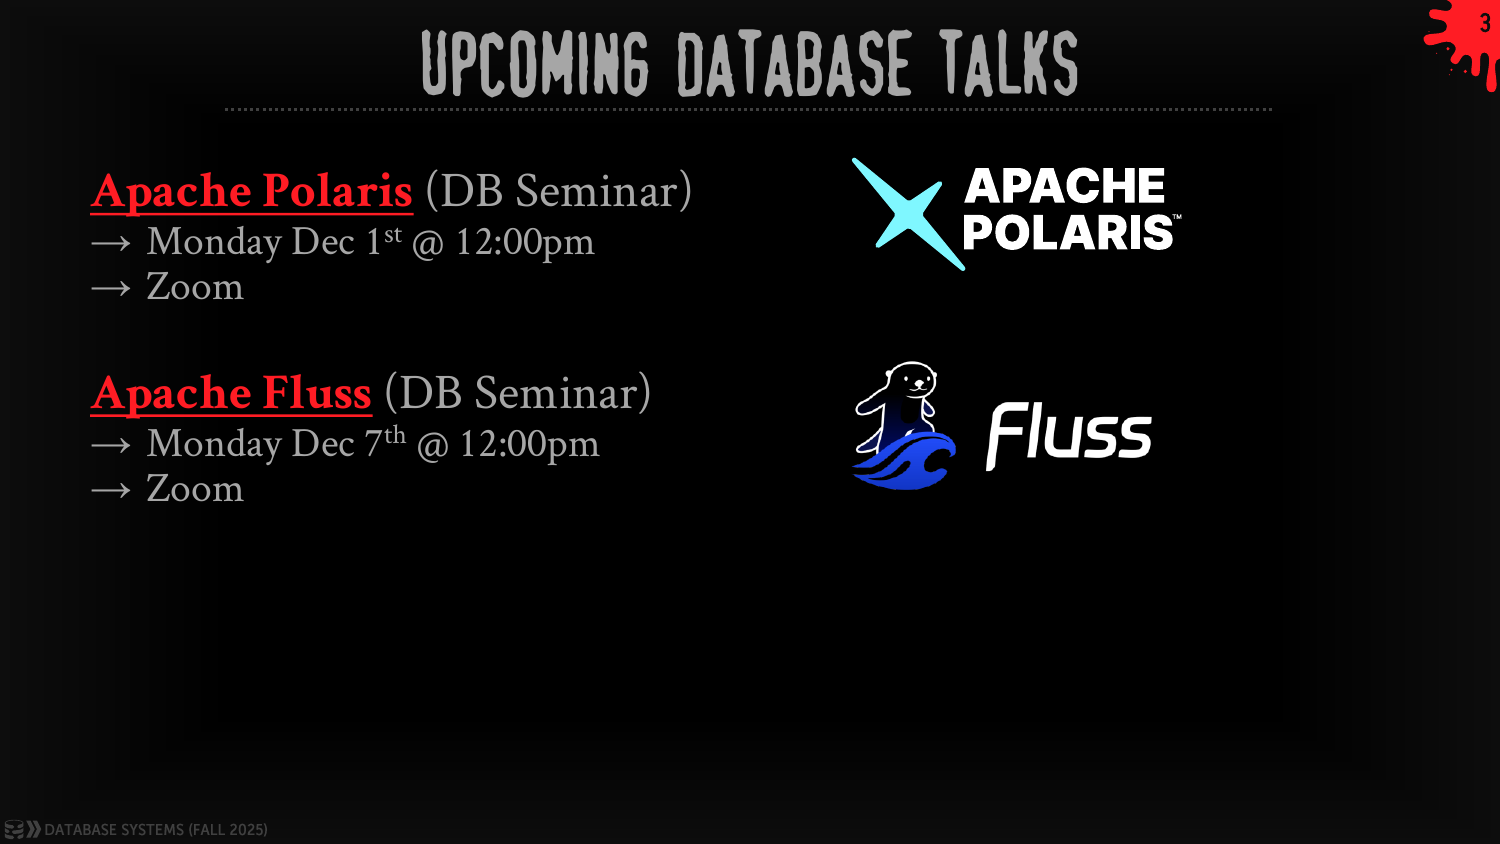 3
UPCOMING DATABASE TALKS
Apache Polaris (DB Seminar)
→ Monday Dec 1st @ 12:00pm
→ Zoom
APACHE
POLARIS™
Apache Fluss (DB Seminar)
→ Monday Dec 7th @ 12:00pm
→ Zoom
Fluss
DATABASE SYSTEMS (FALL 2025)